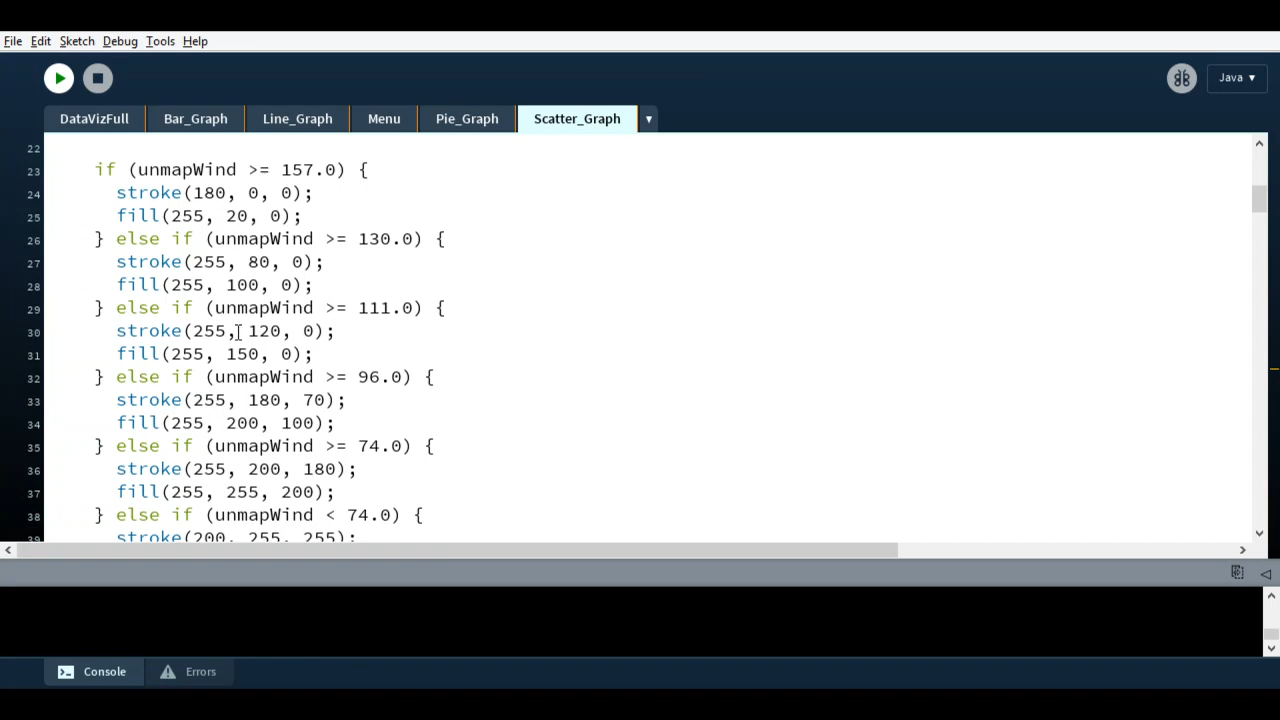 File Edit Sketch Debug Tools Help
Java ▾
DataVizFull Bar_Graph Line_Graph Menu Pie_Graph Scatter_Graph ▾
22
23 if (unmapWind >= 157.0) {
24 stroke(180, 0, 0);
25 fill(255, 20, 0);
26 } else if (unmapWind >= 130.0) {
27 stroke(255, 80, 0);
28 fill(255, 100, 0);
29 } else if (unmapWind >= 111.0) {
30 stroke(255, 120, 0);
31 fill(255, 150, 0);
32 } else if (unmapWind >= 96.0) {
33 stroke(255, 180, 70);
34 fill(255, 200, 100);
35 } else if (unmapWind >= 74.0) {
36 stroke(255, 200, 180);
37 fill(255, 255, 200);
38 } else if (unmapWind < 74.0) {
39 stroke(200, 255, 255);
Console Errors